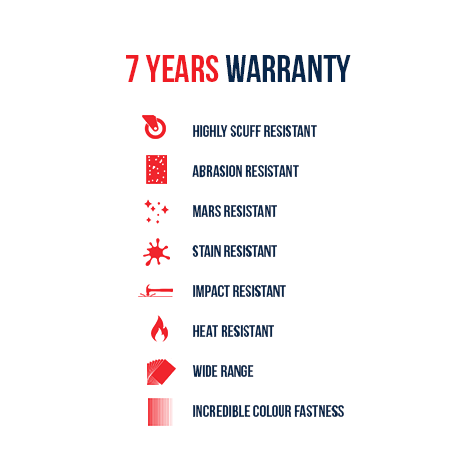 7 YEARS WARRANTY
HIGHLY SCUFF RESISTANT
ABRASION RESISTANT
MARS RESISTANT
STAIN RESISTANT
IMPACT RESISTANT
HEAT RESISTANT
WIDE RANGE
INCREDIBLE COLOUR FASTNESS